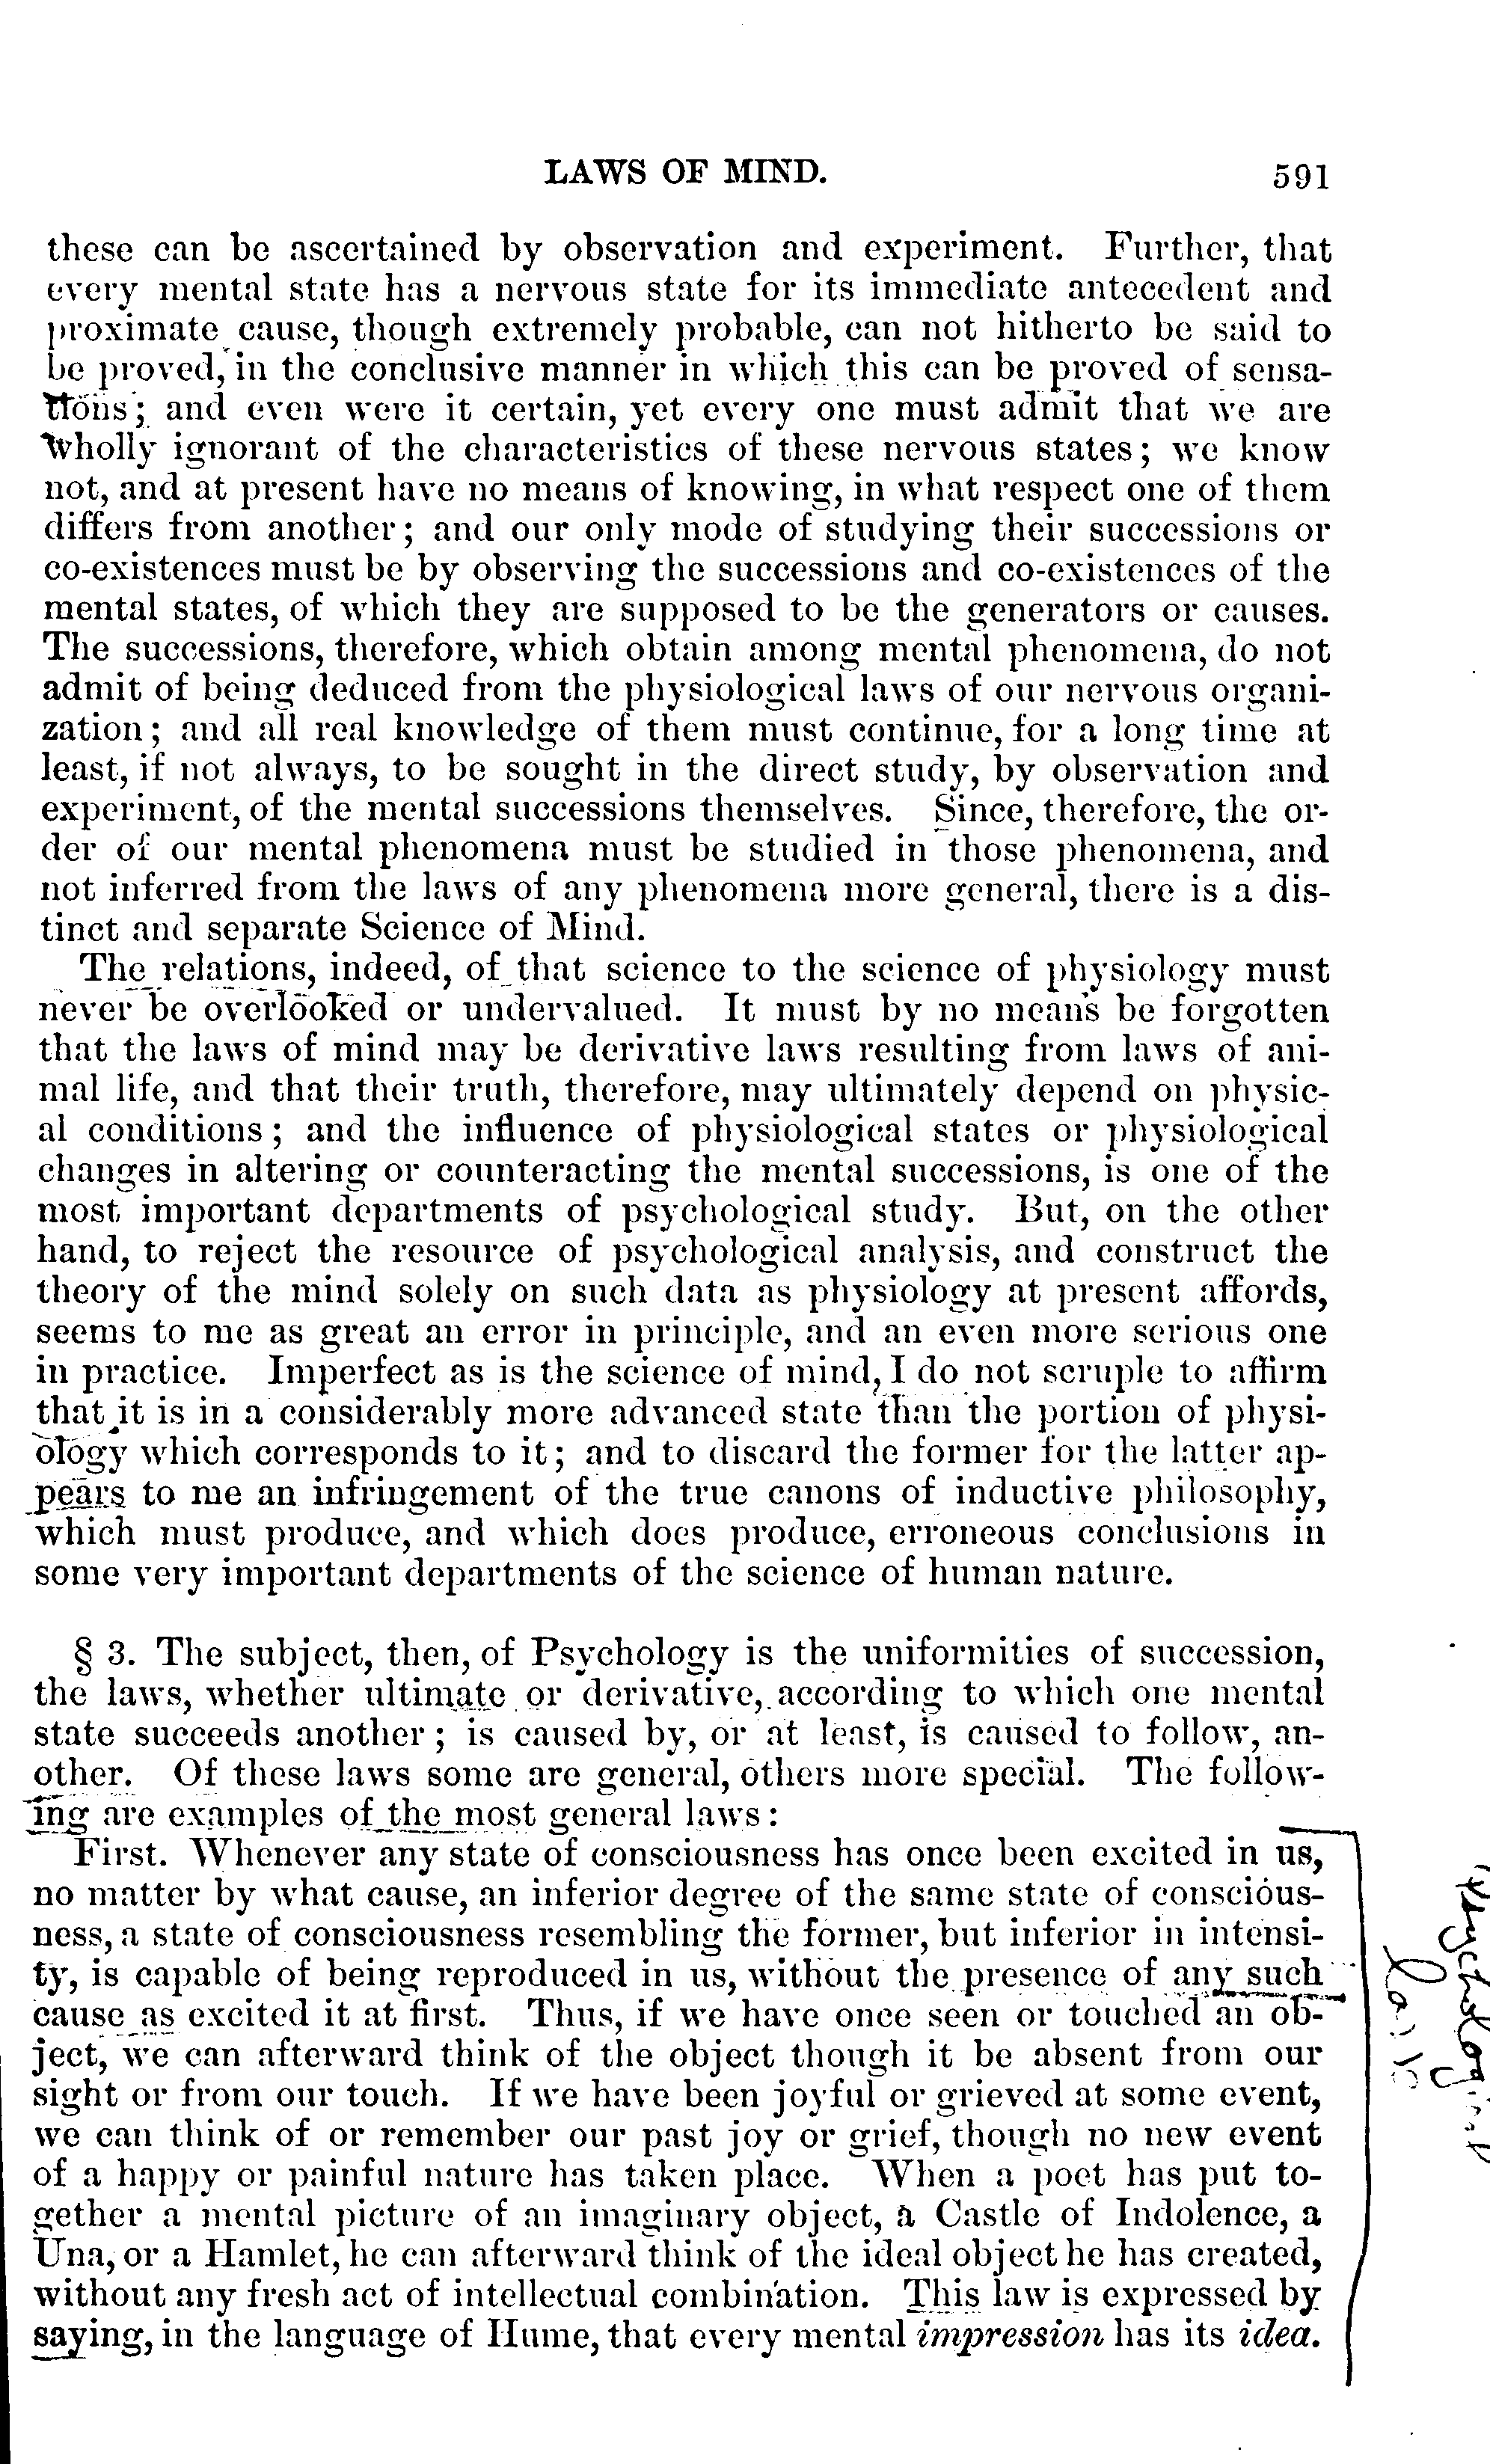 LAWS OF MIND. 591
these can be ascertained by observation and experiment. Further, that
every mental state has a nervous state for its immediate antecedent and
proximate cause, though extremely probable, can not hitherto be said to
be proved, in the conclusive manner in which this can be proved of sensa-
tions; and even were it certain, yet every one must admit that we are
wholly ignorant of the characteristics of these nervous states; we know
not, and at present have no means of knowing, in what respect one of them
differs from another; and our only mode of studying their successions or
co-existences must be by observing the successions and co-existences of the
mental states, of which they are supposed to be the generators or causes.
The successions, therefore, which obtain among mental phenomena, do not
admit of being deduced from the physiological laws of our nervous organi-
zation; and all real knowledge of them must continue, for a long time at
least, if not always, to be sought in the direct study, by observation and
experiment, of the mental successions themselves. Since, therefore, the or-
der of our mental phenomena must be studied in those phenomena, and
not inferred from the laws of any phenomena more general, there is a dis-
tinct and separate Science of Mind.
The relations, indeed, of that science to the science of physiology must
never be overlooked or undervalued. It must by no means be forgotten
that the laws of mind may be derivative laws resulting from laws of ani-
mal life, and that their truth, therefore, may ultimately depend on physic-
al conditions; and the influence of physiological states or physiological
changes in altering or counteracting the mental successions, is one of the
most important departments of psychological study. But, on the other
hand, to reject the resource of psychological analysis, and construct the
theory of the mind solely on such data as physiology at present affords,
seems to me as great an error in principle, and an even more serious one
in practice. Imperfect as is the science of mind, I do not scruple to affirm
that it is in a considerably more advanced state than the portion of physi-
ology which corresponds to it; and to discard the former for the latter ap-
pears to me an infringement of the true canons of inductive philosophy,
which must produce, and which does produce, erroneous conclusions in
some very important departments of the science of human nature.
§ 3. The subject, then, of Psychology is the uniformities of succession,
the laws, whether ultimate or derivative, according to which one mental
state succeeds another; is caused by, or at least, is caused to follow, an-
other. Of these laws some are general, others more special. The follow-
ing are examples of the most general laws:
First. Whenever any state of consciousness has once been excited in us,
no matter by what cause, an inferior degree of the same state of conscious-
ness, a state of consciousness resembling the former, but inferior in intensi-
ty, is capable of being reproduced in us, without the presence of any such
cause as excited it at first. Thus, if we have once seen or touched an ob-
ject, we can afterward think of the object though it be absent from our
sight or from our touch. If we have been joyful or grieved at some event,
we can think of or remember our past joy or grief, though no new event
of a happy or painful nature has taken place. When a poet has put to-
gether a mental picture of an imaginary object, a Castle of Indolence, a
Una, or a Hamlet, he can afterward think of the ideal object he has created,
without any fresh act of intellectual combination. This law is expressed by
saying, in the language of Hume, that every mental impression has its idea.
Psychological